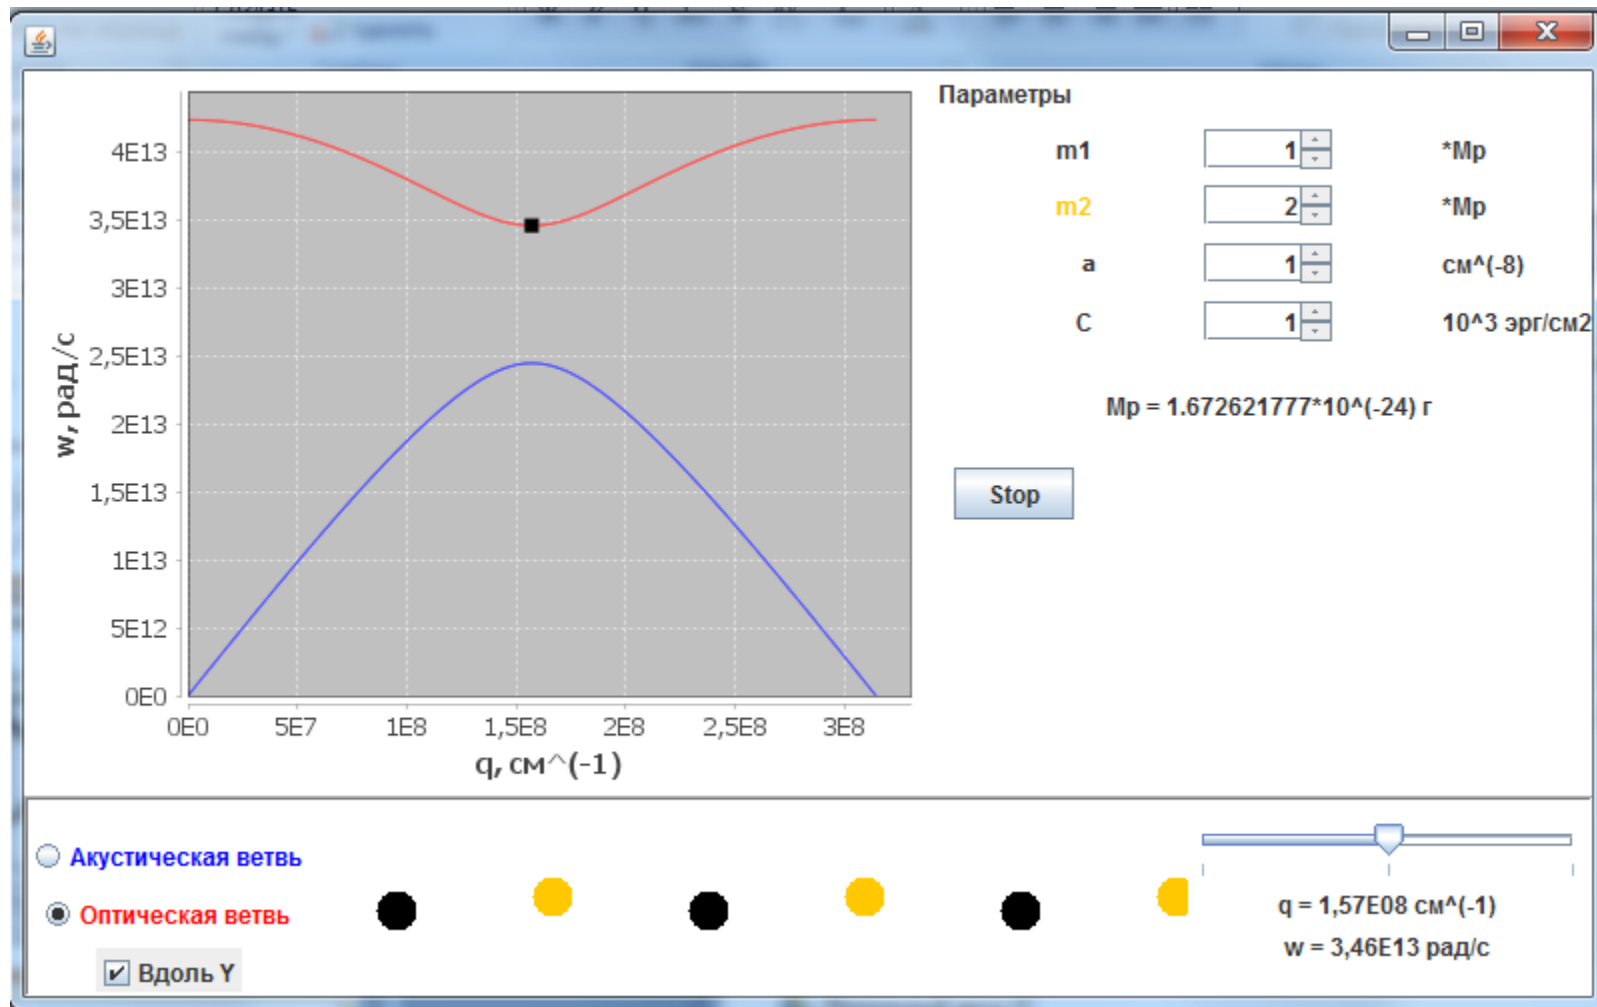 Параметры
m1 1 *Mp
m2 2 *Mp
a 1 см^(-8)
C 1 10^3 эрг/см2
Mp = 1.672621777*10^(-24) г
Stop
w, рад/с
4E13
3,5E13
3E13
2,5E13
2E13
1,5E13
1E13
5E12
0E0
0E0 5E7 1E8 1,5E8 2E8 2,5E8 3E8
q, см^(-1)
Акустическая ветвь
Оптическая ветвь
Вдоль Y
q = 1,57E08 см^(-1)
w = 3,46E13 рад/с